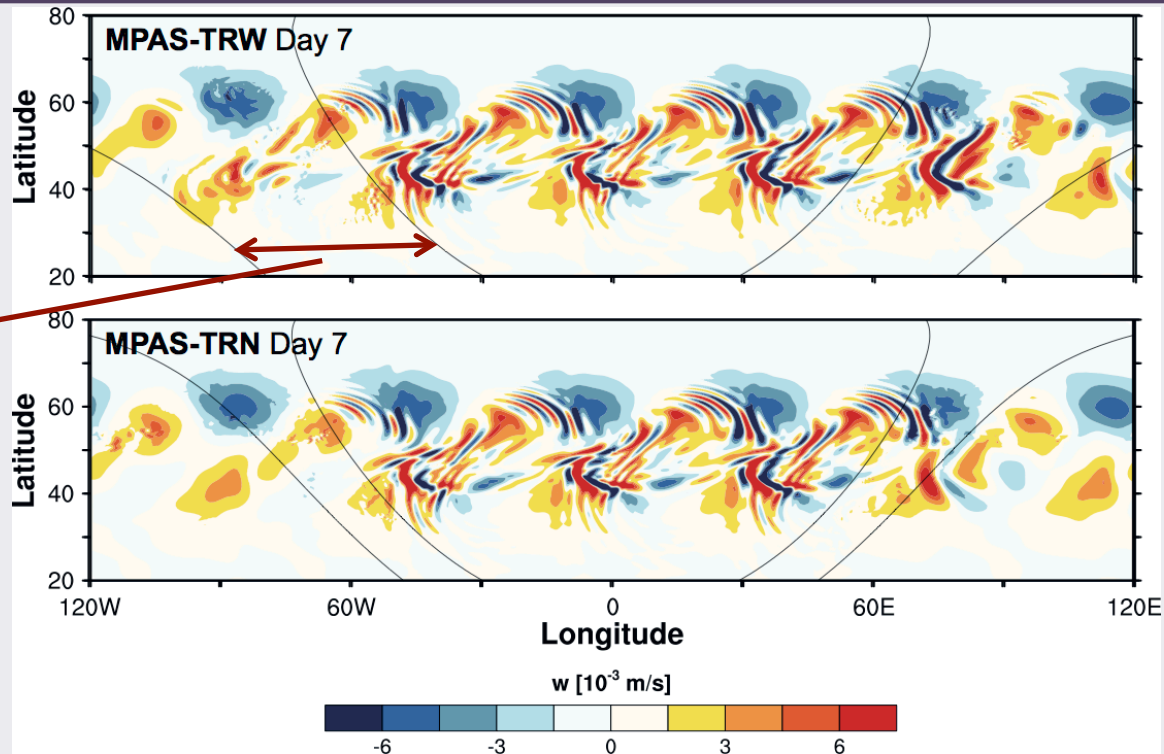 80
MPAS-TRW Day 7
60
Latitude
40
20
80
MPAS-TRN Day 7
60
Latitude
40
20
120W 60W 0 60E 120E
Longitude
w [10⁻³ m/s]
-6 -3 0 3 6